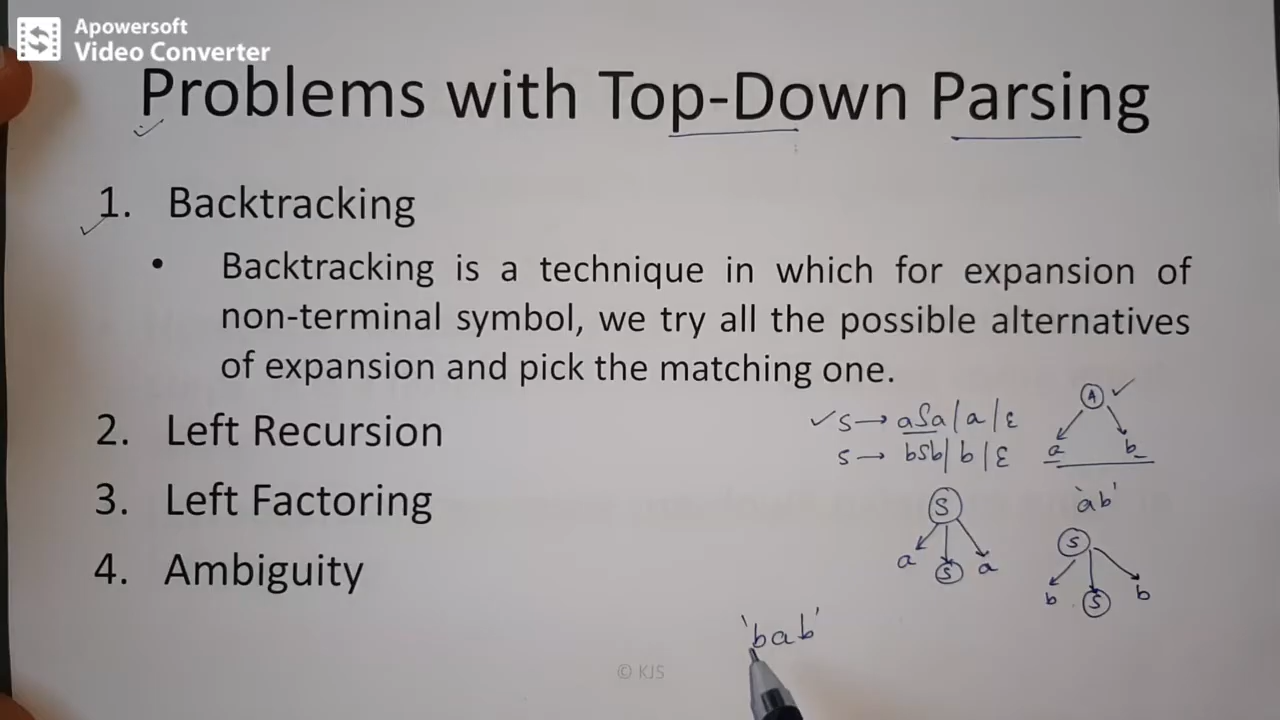 Apowersoft
Video Converter
Problems with Top-Down Parsing
1. Backtracking
• Backtracking is a technique in which for expansion of
non-terminal symbol, we try all the possible alternatives
of expansion and pick the matching one.
2. Left Recursion
3. Left Factoring
4. Ambiguity
S → aSa | a | ε
S → bSb | b | ε
A
a b
'ab'
S
a S a
S
b S b
'bab'
© KJS